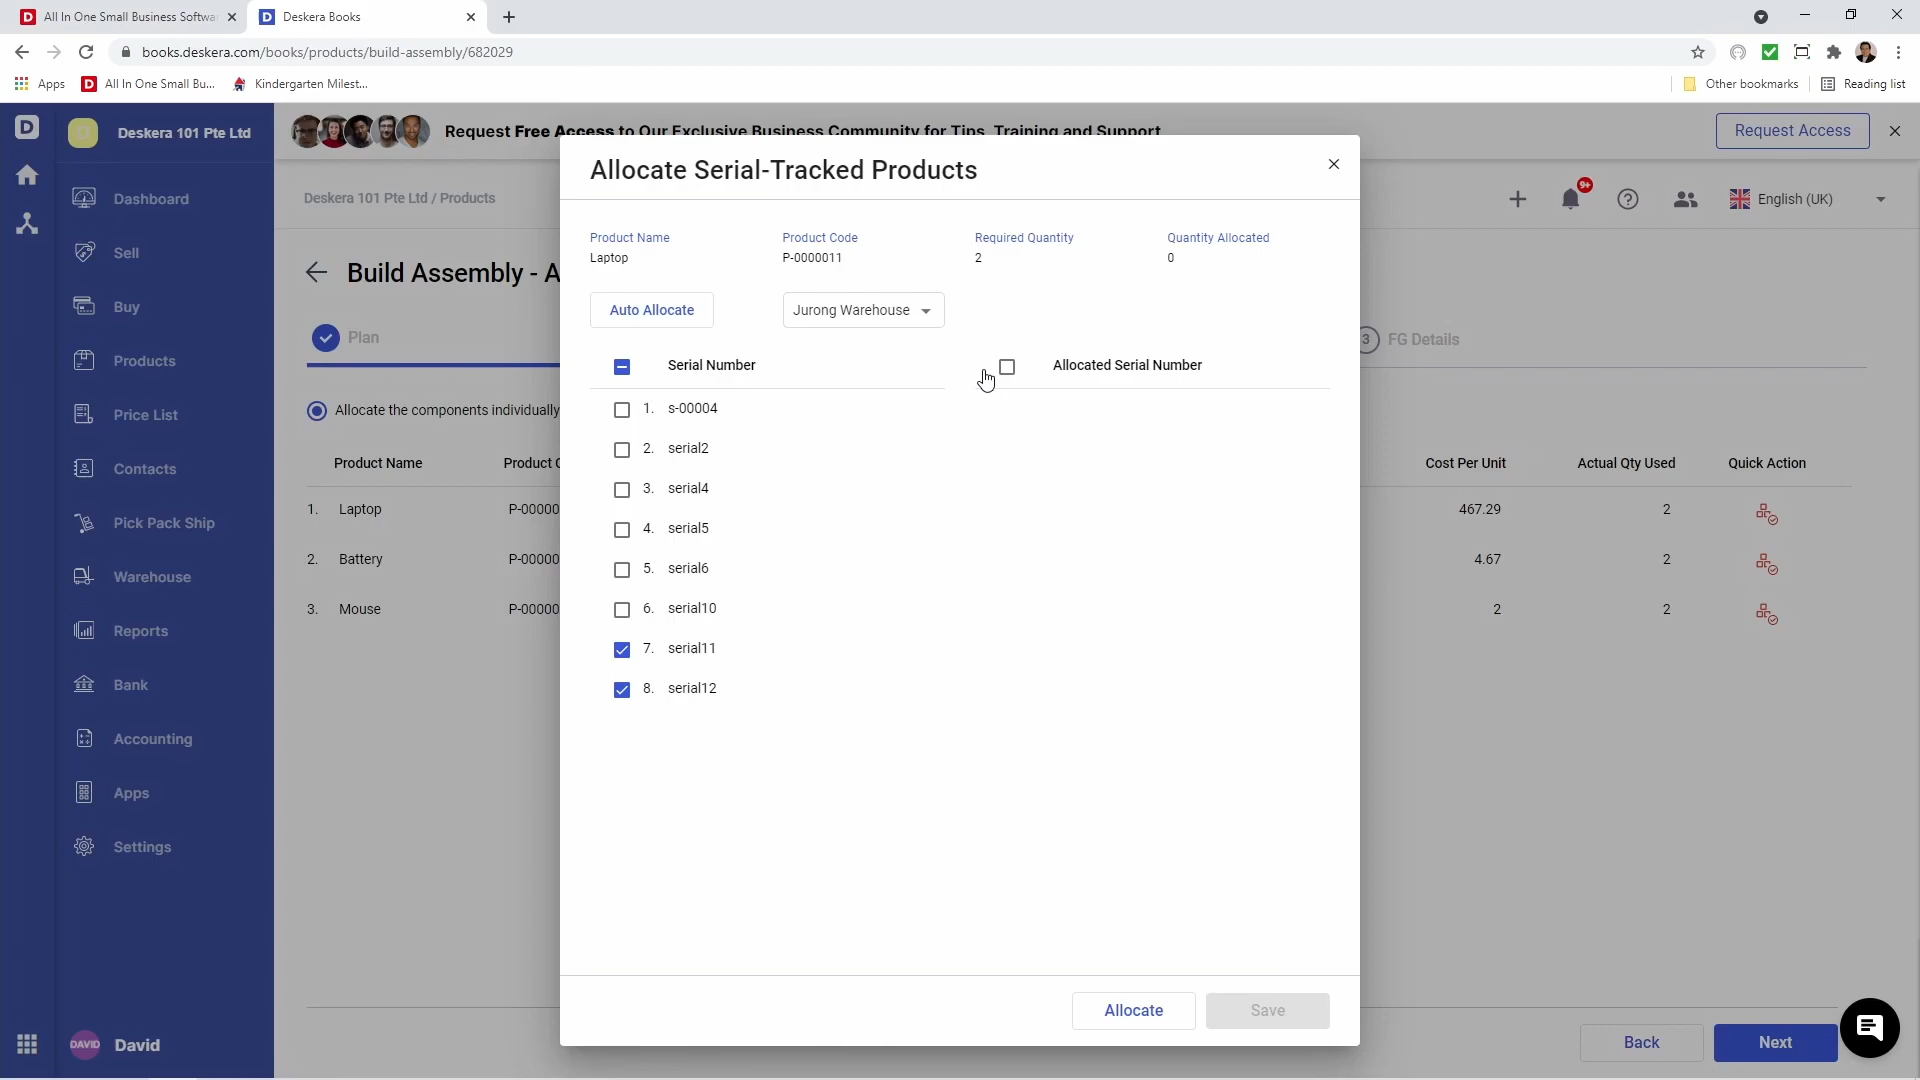 All In One Small Business Softwa
Deskera Books
books.deskera.com/books/products/build-assembly/682029
Apps
All In One Small Bu...
Kindergarten Milest...
Other bookmarks
Reading list
Deskera 101 Pte Ltd
Request Free Access to Our Exclusive Business Community for Tips, Training and Support
Request Access
Dashboard
Sell
Buy
Products
Price List
Contacts
Pick Pack Ship
Warehouse
Reports
Bank
Accounting
Apps
Settings
DAVID
David
Deskera 101 Pte Ltd / Products
9+
English (UK)
Build Assembly - A
Plan
3 FG Details
Allocate the components individually
Product Name Product C Cost Per Unit Actual Qty Used Quick Action
1. Laptop P-00000 467.29 2
2. Battery P-00000 4.67 2
3. Mouse P-00000 2 2
Back
Next
Allocate Serial-Tracked Products
Product Name Product Code Required Quantity Quantity Allocated
Laptop P-0000011 2 0
Auto Allocate
Jurong Warehouse
Serial Number Allocated Serial Number
1. s-00004
2. serial2
3. serial4
4. serial5
5. serial6
6. serial10
7. serial11
8. serial12
Allocate
Save